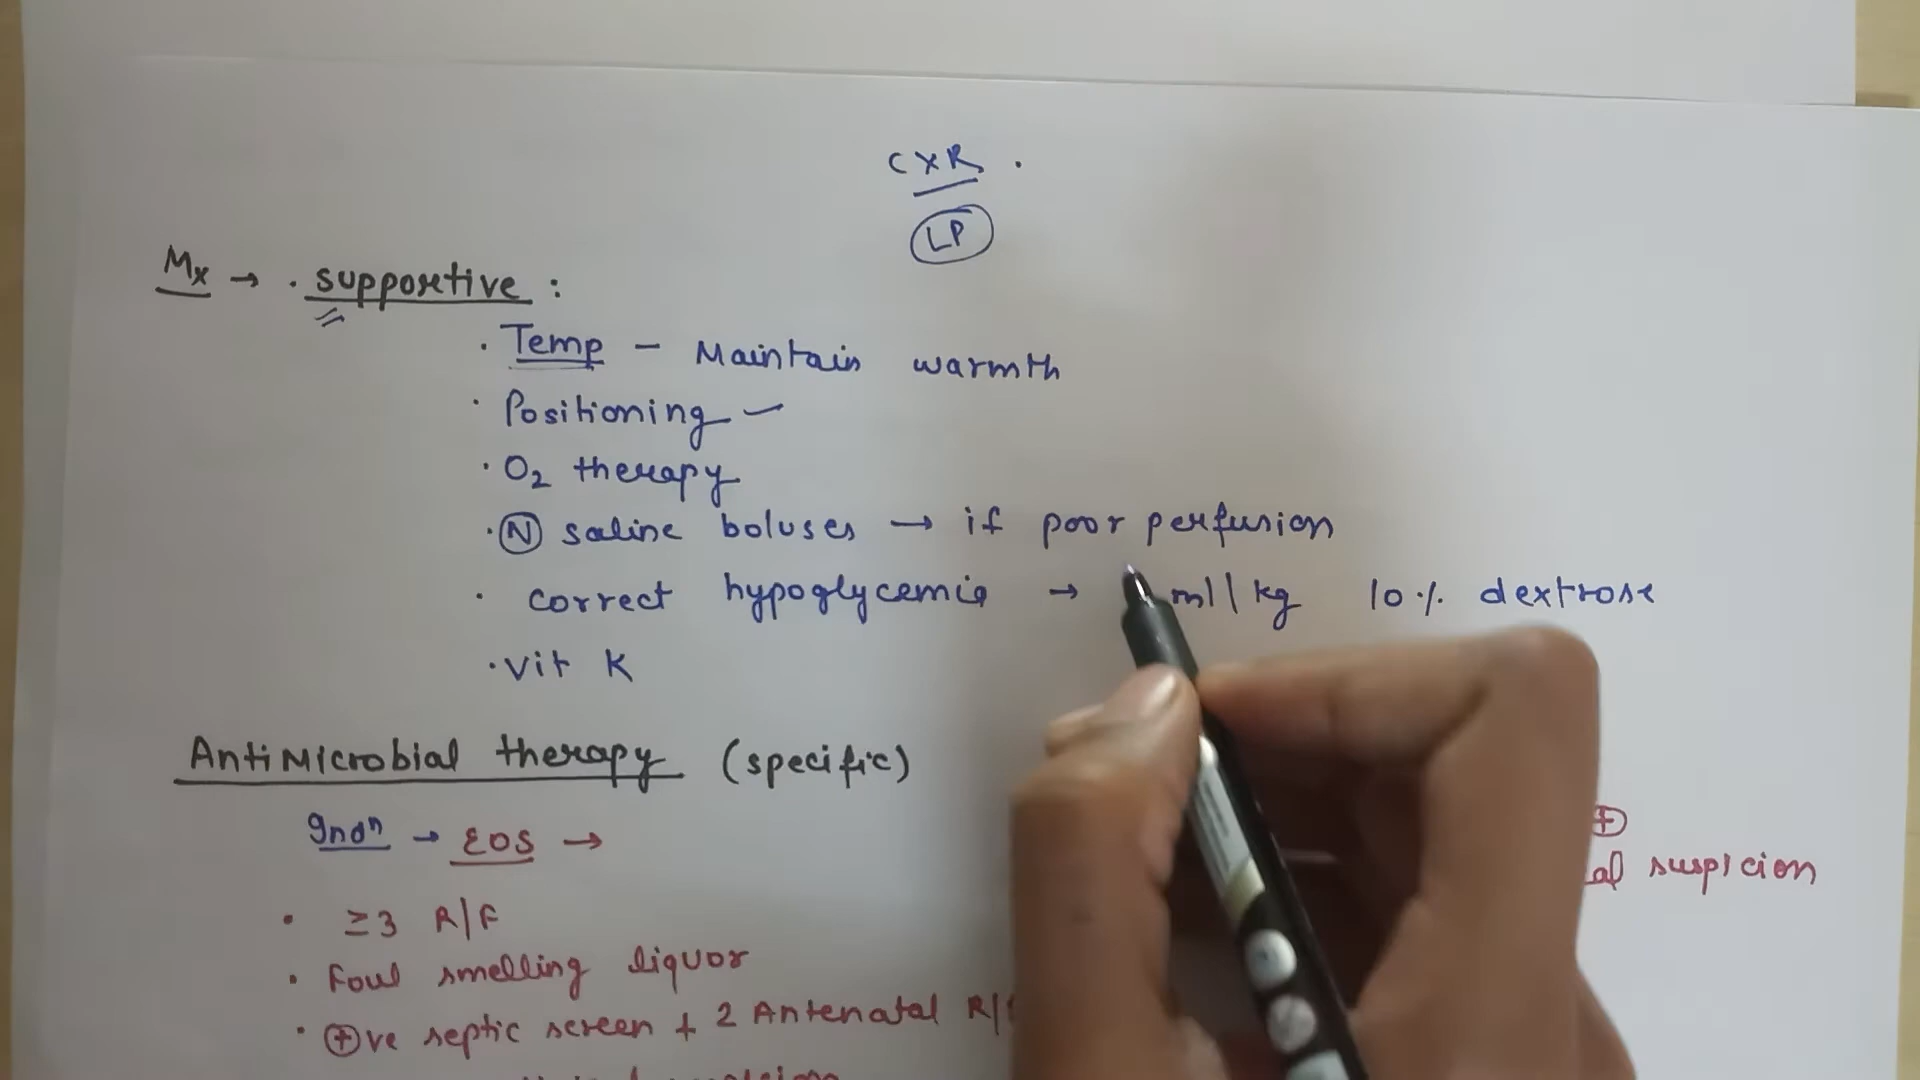 CXR .
LP
Mx → . supportive :
. Temp – Maintain warmth
. Positioning –
. O2 therapy
. Ⓝ saline boluses → if poor perfusion
. correct hypoglycemia → ml/kg 10% dextrose
. Vit K
AntiMicrobial therapy (specific)
Indⁿ → EOS →
⊕
al suspicion
. ≥3 R/F
. Foul smelling liquor
. ⊕ve septic screen + 2 Antenatal R/